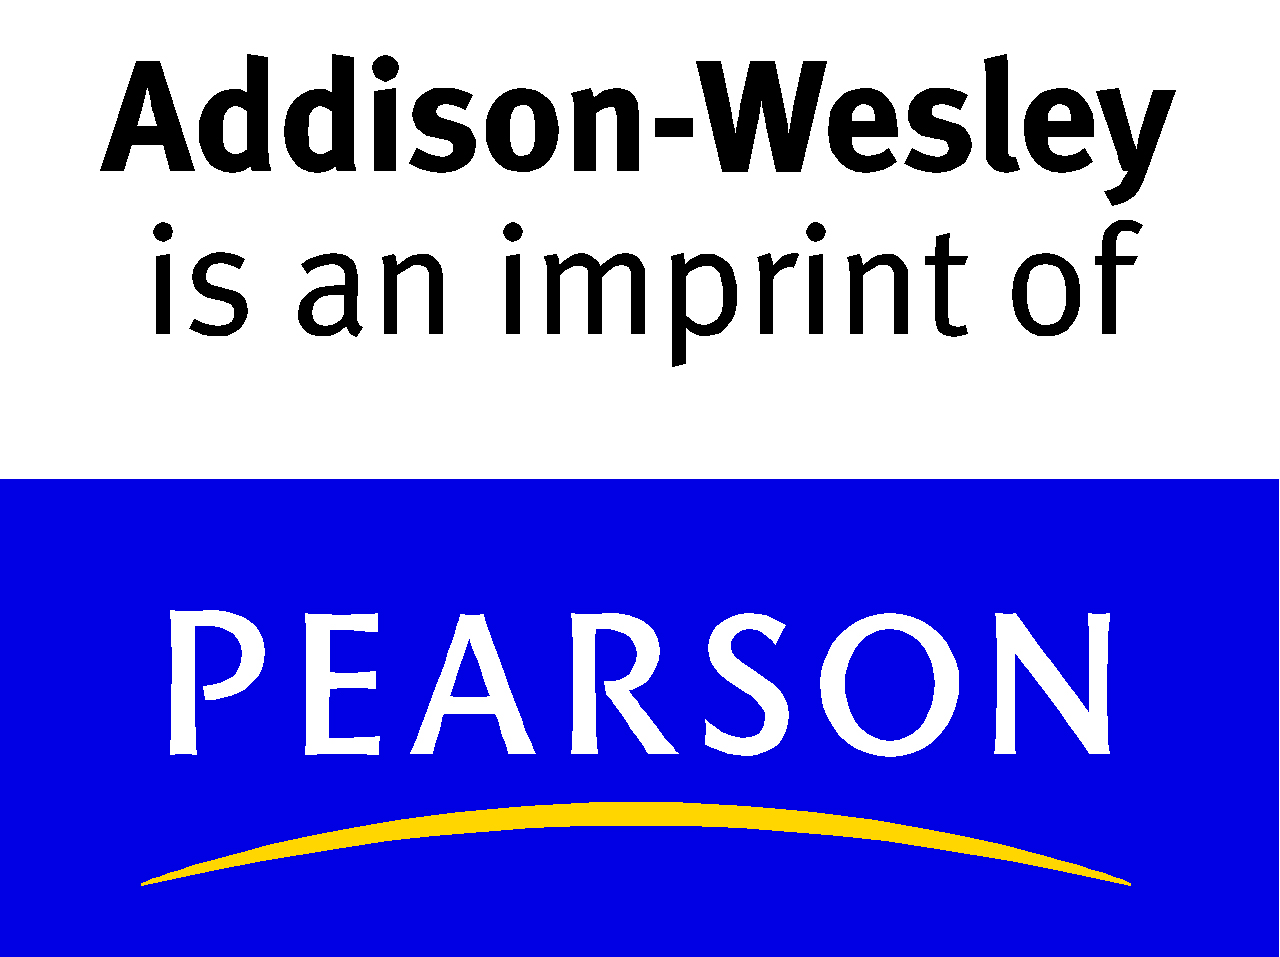 Addison-Wesley
is an imprint of
PEARSON